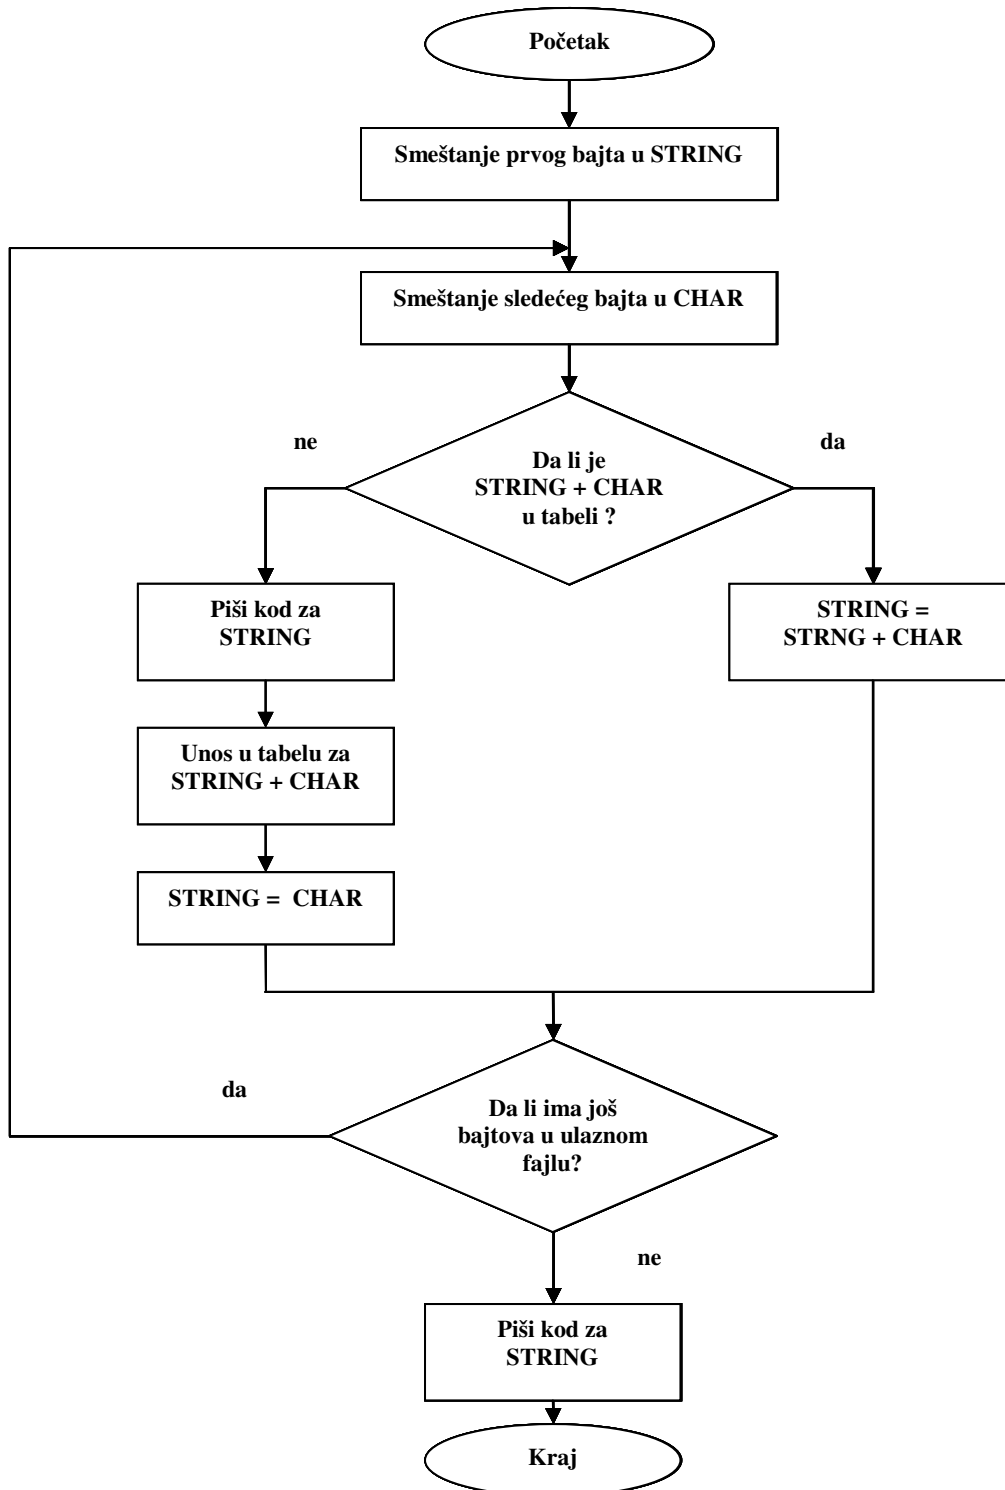 Početak
Smeštanje prvog bajta u STRING
Smeštanje sledećeg bajta u CHAR
ne
da
Da li je
STRING + CHAR
u tabeli ?
Piši kod za
STRING
STRING =
STRNG + CHAR
Unos u tabelu za
STRING + CHAR
STRING = CHAR
da
Da li ima još
bajtova u ulaznom
fajlu?
ne
Piši kod za
STRING
Kraj